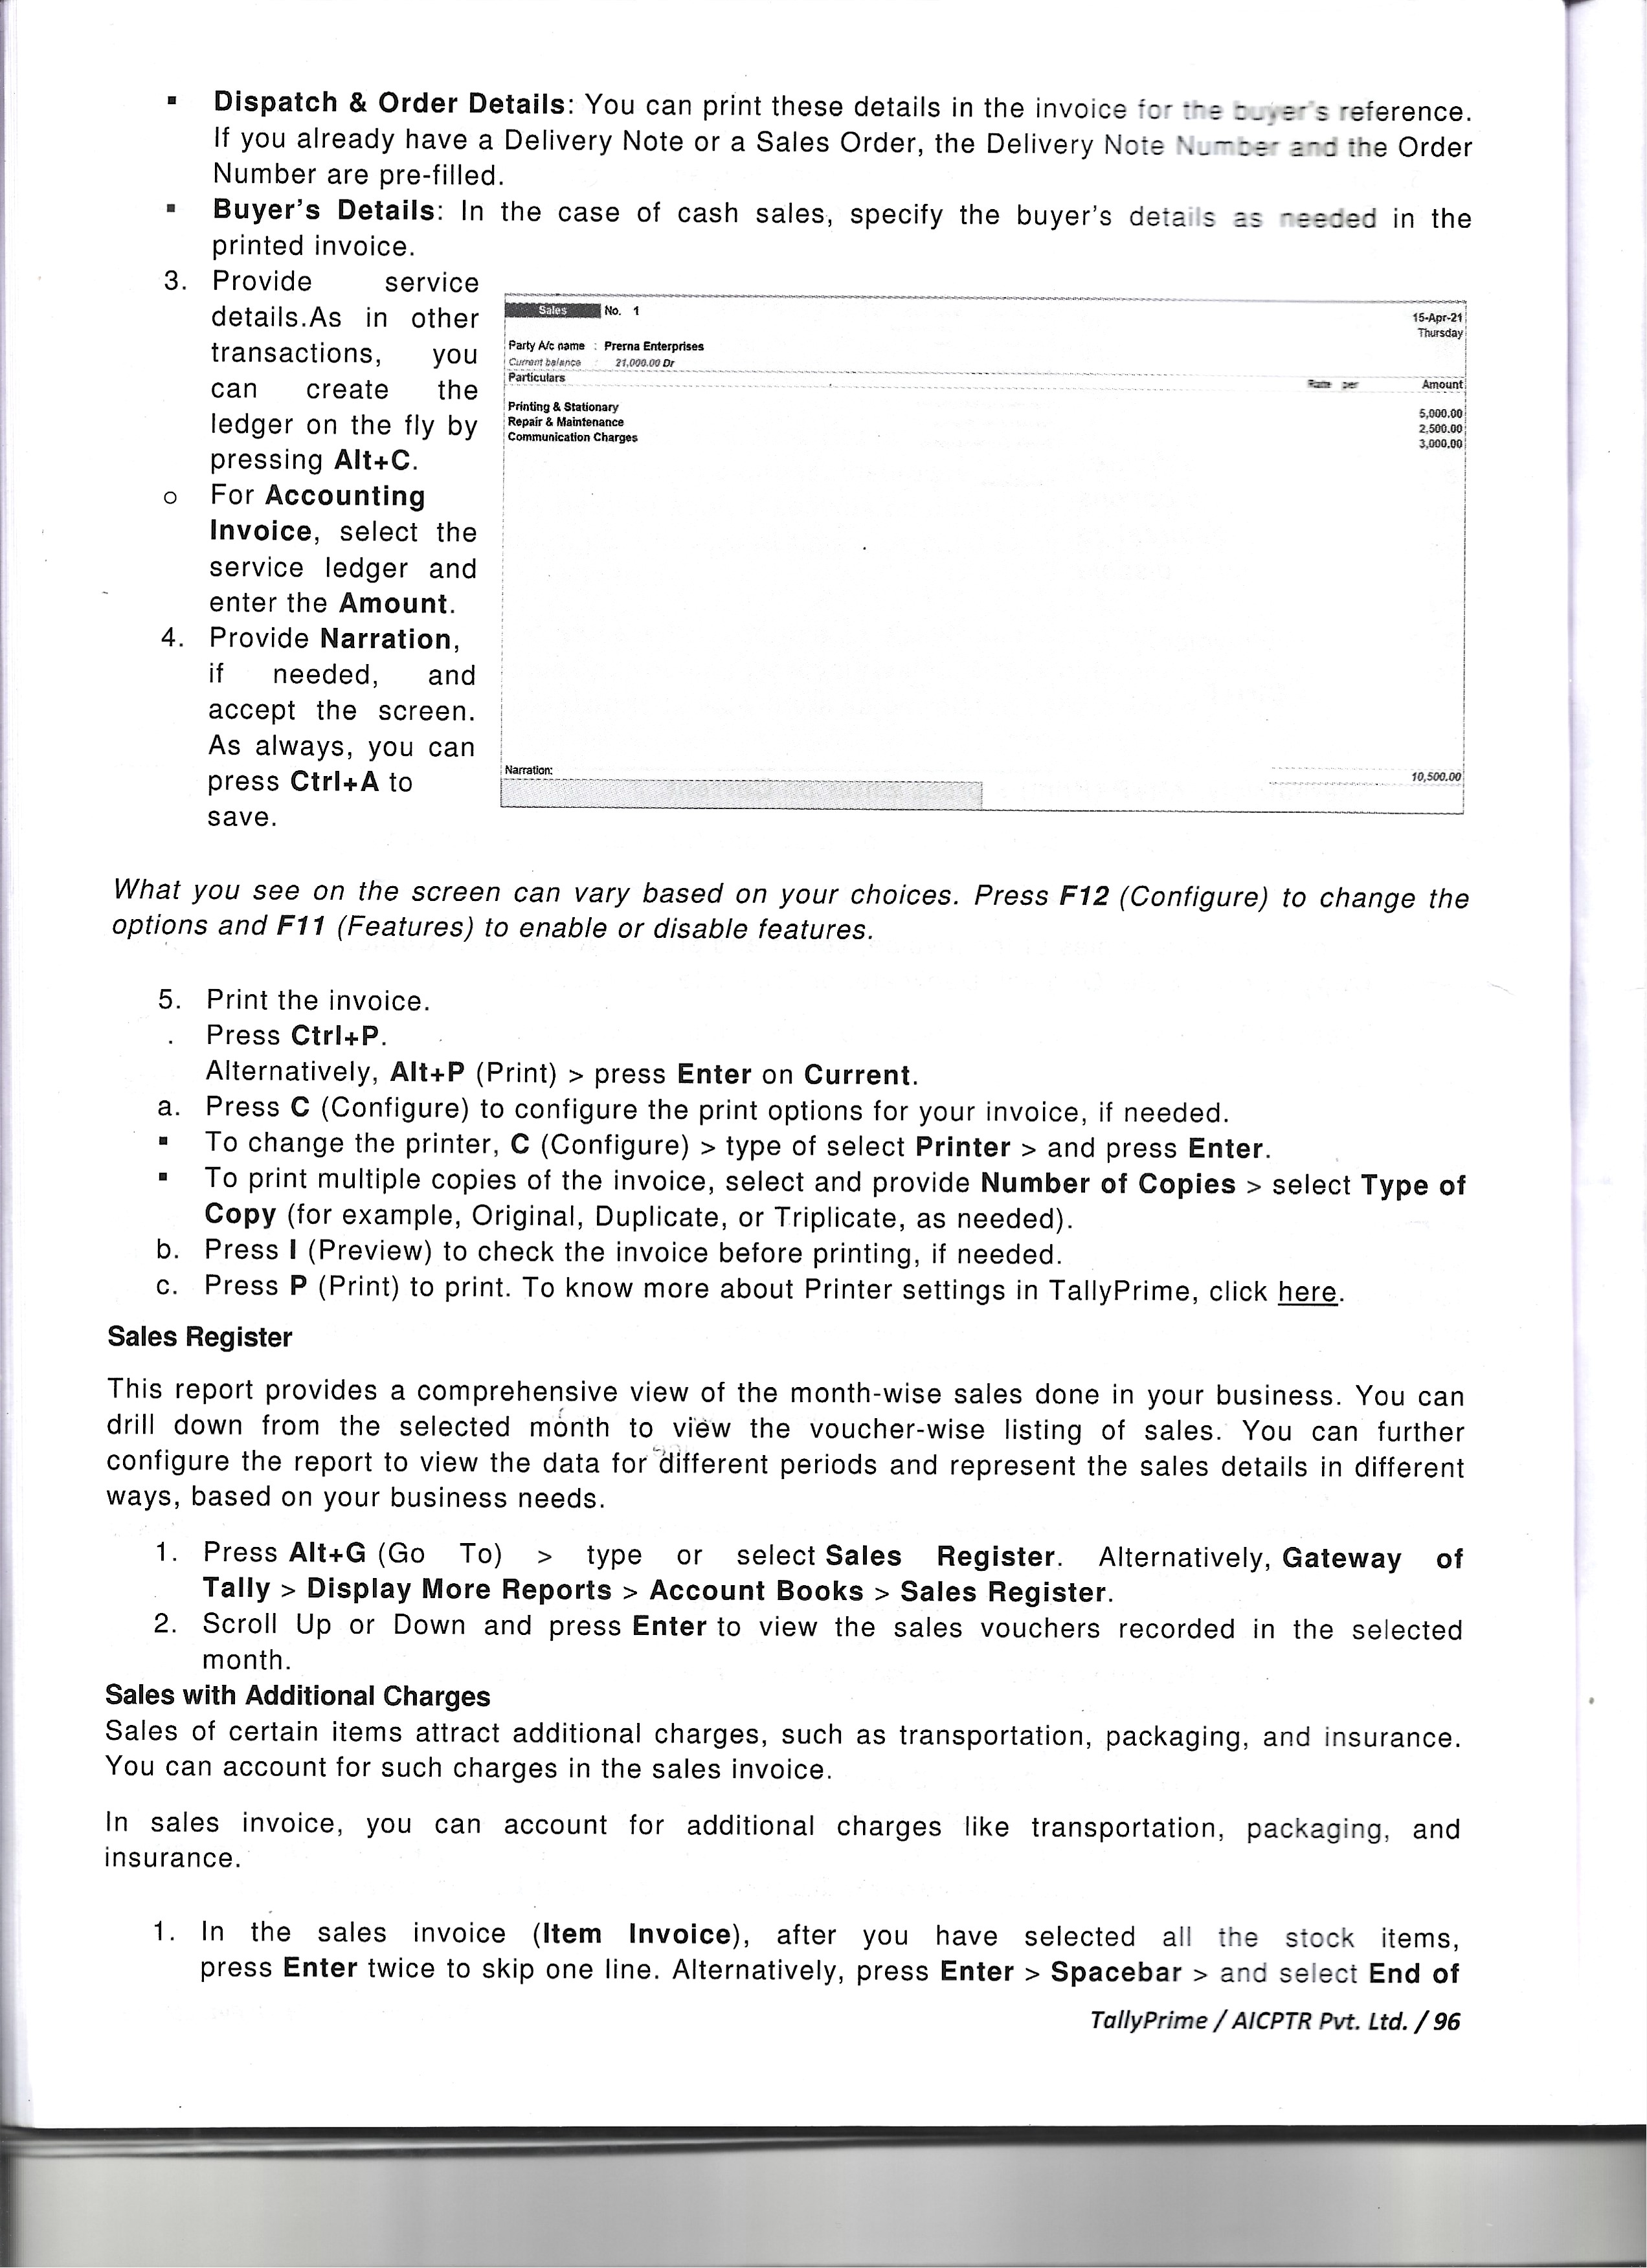 ▪ Dispatch & Order Details: You can print these details in the invoice for the buyer's reference.
If you already have a Delivery Note or a Sales Order, the Delivery Note Number and the Order
Number are pre-filled.
▪ Buyer's Details: In the case of cash sales, specify the buyer's details as needed in the
printed invoice.
3. Provide service
details.As in other
transactions, you
can create the
ledger on the fly by
pressing Alt+C.
o For Accounting
Invoice, select the
service ledger and
enter the Amount.
4. Provide Narration,
if needed, and
accept the screen.
As always, you can
press Ctrl+A to
save.
Sales No. 1 15-Apr-21
Thursday
Party A/c name : Prerna Enterprises
Current balance : 21,000.00 Dr
Particulars Rate per Amount
Printing & Stationary 5,000.00
Repair & Maintenance 2,500.00
Communication Charges 3,000.00
Narration: 10,500.00
What you see on the screen can vary based on your choices. Press F12 (Configure) to change the
options and F11 (Features) to enable or disable features.
5. Print the invoice.
. Press Ctrl+P.
Alternatively, Alt+P (Print) > press Enter on Current.
a. Press C (Configure) to configure the print options for your invoice, if needed.
▪ To change the printer, C (Configure) > type of select Printer > and press Enter.
▪ To print multiple copies of the invoice, select and provide Number of Copies > select Type of
Copy (for example, Original, Duplicate, or Triplicate, as needed).
b. Press I (Preview) to check the invoice before printing, if needed.
c. Press P (Print) to print. To know more about Printer settings in TallyPrime, click here.
Sales Register
This report provides a comprehensive view of the month-wise sales done in your business. You can
drill down from the selected month to view the voucher-wise listing of sales. You can further
configure the report to view the data for different periods and represent the sales details in different
ways, based on your business needs.
1. Press Alt+G (Go To) > type or select Sales Register. Alternatively, Gateway of
Tally > Display More Reports > Account Books > Sales Register.
2. Scroll Up or Down and press Enter to view the sales vouchers recorded in the selected
month.
Sales with Additional Charges
Sales of certain items attract additional charges, such as transportation, packaging, and insurance.
You can account for such charges in the sales invoice.
In sales invoice, you can account for additional charges like transportation, packaging, and
insurance.
1. In the sales invoice (Item Invoice), after you have selected all the stock items,
press Enter twice to skip one line. Alternatively, press Enter > Spacebar > and select End of
TallyPrime / AICPTR Pvt. Ltd. / 96